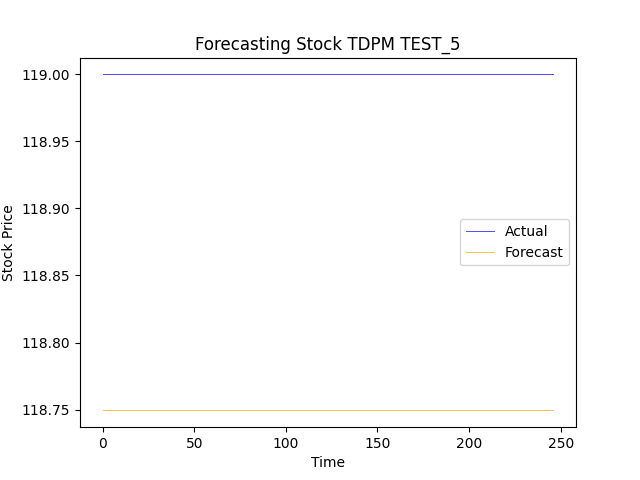 Forecasting Stock TDPM TEST_5
119.00
118.95
118.90
118.85
118.80
118.75
Stock Price
Actual
Forecast
0 50 100 150 200 250
Time